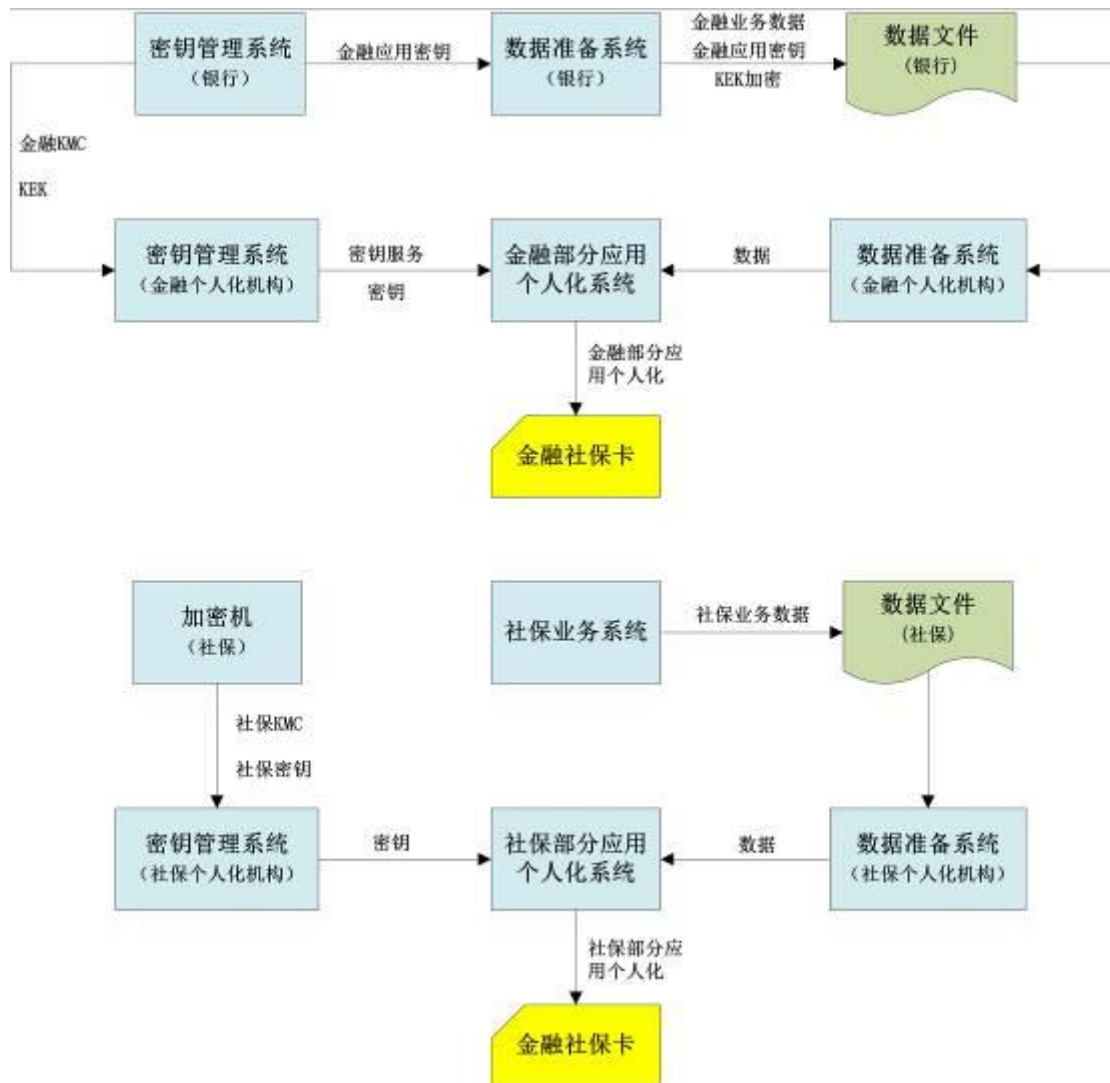 密钥管理系统
（银行）
金融应用密钥
数据准备系统
（银行）
金融业务数据
金融应用密钥
KEK加密
数据文件
(银行)
金融KMC
KEK
密钥管理系统
（金融个人化机构）
密钥服务
密钥
金融部分应用
个人化系统
数据
数据准备系统
（金融个人化机构）
金融部分应
用个人化
金融社保卡
加密机
（社保）
社保业务系统
社保业务数据
数据文件
(社保)
社保KMC
社保密钥
密钥管理系统
（社保个人化机构）
密钥
社保部分应用
个人化系统
数据
数据准备系统
（社保个人化机构）
社保部分应
用个人化
金融社保卡